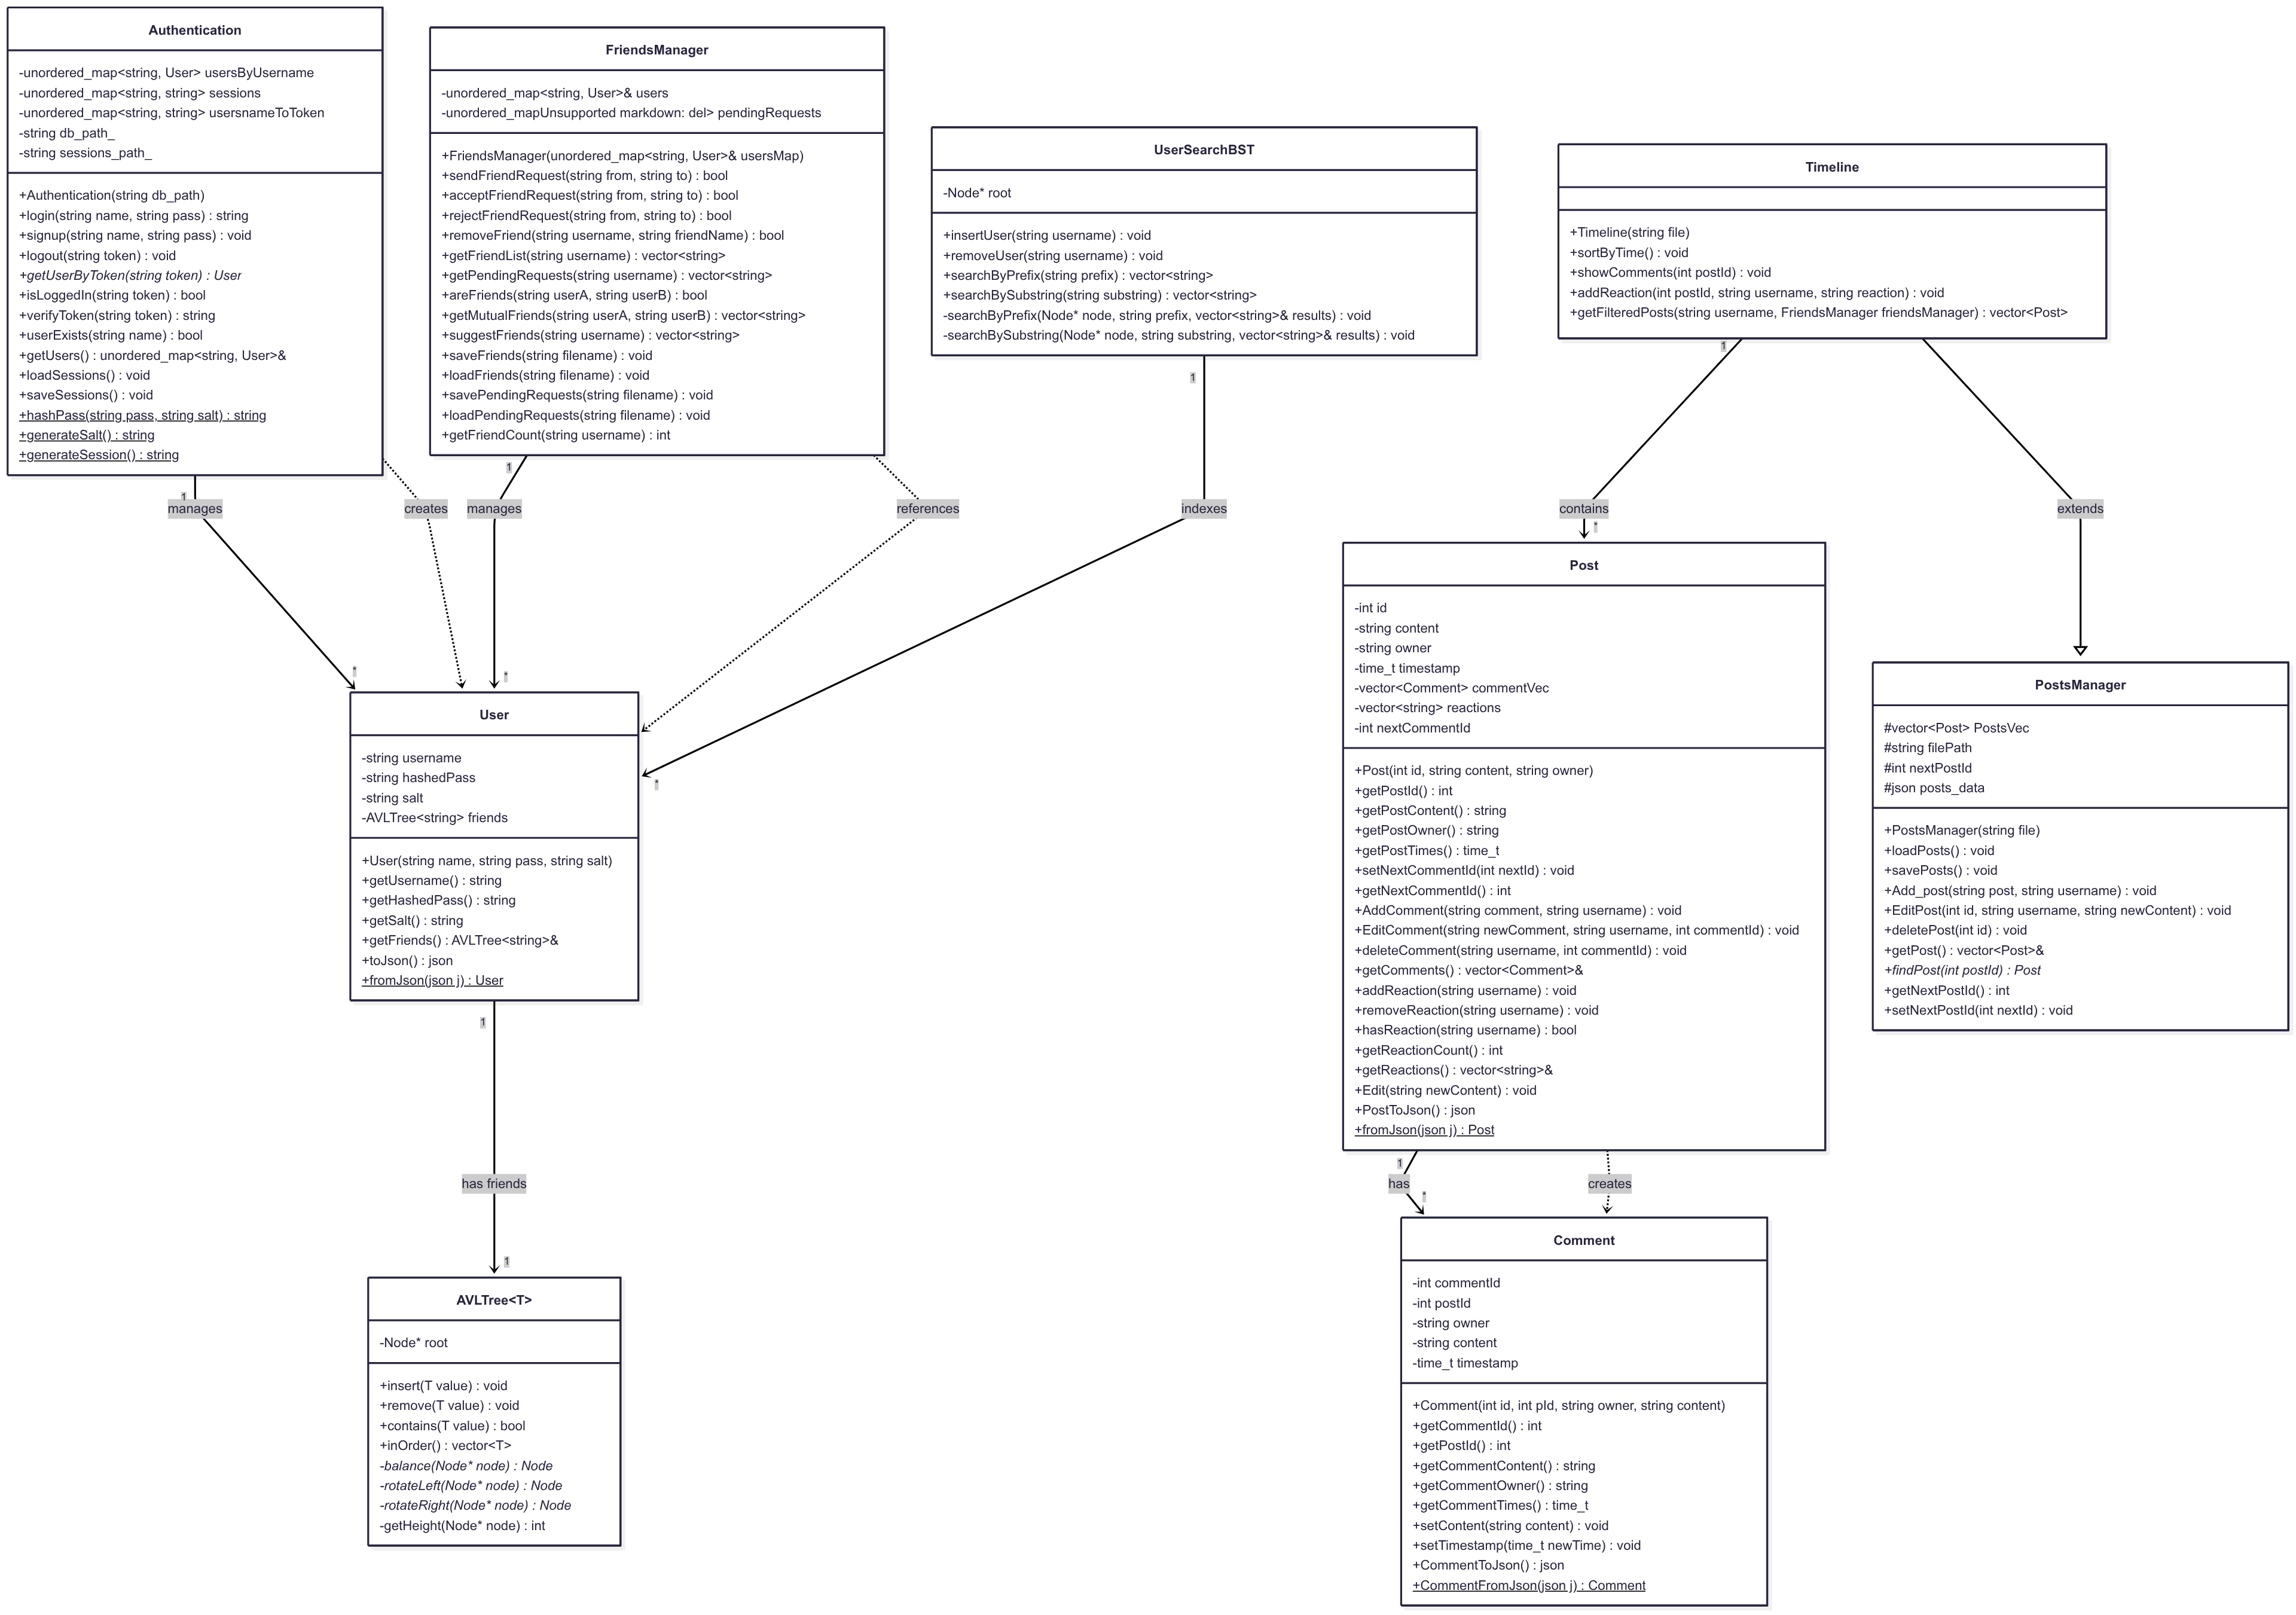 Authentication
-unordered_map<string, User> usersByUsername
-unordered_map<string, string> sessions
-unordered_map<string, string> usersnameToToken
-string db_path_
-string sessions_path_
+Authentication(string db_path)
+login(string name, string pass) : string
+signup(string name, string pass) : void
+logout(string token) : void
+getUserByToken(string token) : User
+isLoggedIn(string token) : bool
+verifyToken(string token) : string
+userExists(string name) : bool
+getUsers() : unordered_map<string, User>&
+loadSessions() : void
+saveSessions() : void
+hashPass(string pass, string salt) : string
+generateSalt() : string
+generateSession() : string
FriendsManager
-unordered_map<string, User>& users
-unordered_mapUnsupported markdown: del> pendingRequests
+FriendsManager(unordered_map<string, User>& usersMap)
+sendFriendRequest(string from, string to) : bool
+acceptFriendRequest(string from, string to) : bool
+rejectFriendRequest(string from, string to) : bool
+removeFriend(string username, string friendName) : bool
+getFriendList(string username) : vector<string>
+getPendingRequests(string username) : vector<string>
+areFriends(string userA, string userB) : bool
+getMutualFriends(string userA, string userB) : vector<string>
+suggestFriends(string username) : vector<string>
+saveFriends(string filename) : void
+loadFriends(string filename) : void
+savePendingRequests(string filename) : void
+loadPendingRequests(string filename) : void
+getFriendCount(string username) : int
UserSearchBST
-Node* root
+insertUser(string username) : void
+removeUser(string username) : void
+searchByPrefix(string prefix) : vector<string>
+searchBySubstring(string substring) : vector<string>
-searchByPrefix(Node* node, string prefix, vector<string>& results) : void
-searchBySubstring(Node* node, string substring, vector<string>& results) : void
Timeline
+Timeline(string file)
+sortByTime() : void
+showComments(int postId) : void
+addReaction(int postId, string username, string reaction) : void
+getFilteredPosts(string username, FriendsManager friendsManager) : vector<Post>
1
manages
*
creates
1
manages
*
references
1
indexes
*
1
contains
*
extends
User
-string username
-string hashedPass
-string salt
-AVLTree<string> friends
+User(string name, string pass, string salt)
+getUsername() : string
+getHashedPass() : string
+getSalt() : string
+getFriends() : AVLTree<string>&
+toJson() : json
+fromJson(json j) : User
Post
-int id
-string content
-string owner
-time_t timestamp
-vector<Comment> commentVec
-vector<string> reactions
-int nextCommentId
+Post(int id, string content, string owner)
+getPostId() : int
+getPostContent() : string
+getPostOwner() : string
+getPostTimes() : time_t
+setNextCommentId(int nextId) : void
+getNextCommentId() : int
+AddComment(string comment, string username) : void
+EditComment(string newComment, string username, int commentId) : void
+deleteComment(string username, int commentId) : void
+getComments() : vector<Comment>&
+addReaction(string username) : void
+removeReaction(string username) : void
+hasReaction(string username) : bool
+getReactionCount() : int
+getReactions() : vector<string>&
+Edit(string newContent) : void
+PostToJson() : json
+fromJson(json j) : Post
PostsManager
#vector<Post> PostsVec
#string filePath
#int nextPostId
#json posts_data
+PostsManager(string file)
+loadPosts() : void
+savePosts() : void
+Add_post(string post, string username) : void
+EditPost(int id, string username, string newContent) : void
+deletePost(int id) : void
+getPost() : vector<Post>&
+findPost(int postId) : Post
+getNextPostId() : int
+setNextPostId(int nextId) : void
1
has friends
1
1
has
*
creates
AVLTree<T>
-Node* root
+insert(T value) : void
+remove(T value) : void
+contains(T value) : bool
+inOrder() : vector<T>
-balance(Node* node) : Node
-rotateLeft(Node* node) : Node
-rotateRight(Node* node) : Node
-getHeight(Node* node) : int
Comment
-int commentId
-int postId
-string owner
-string content
-time_t timestamp
+Comment(int id, int pId, string owner, string content)
+getCommentId() : int
+getPostId() : int
+getCommentContent() : string
+getCommentOwner() : string
+getCommentTimes() : time_t
+setContent(string content) : void
+setTimestamp(time_t newTime) : void
+CommentToJson() : json
+CommentFromJson(json j) : Comment